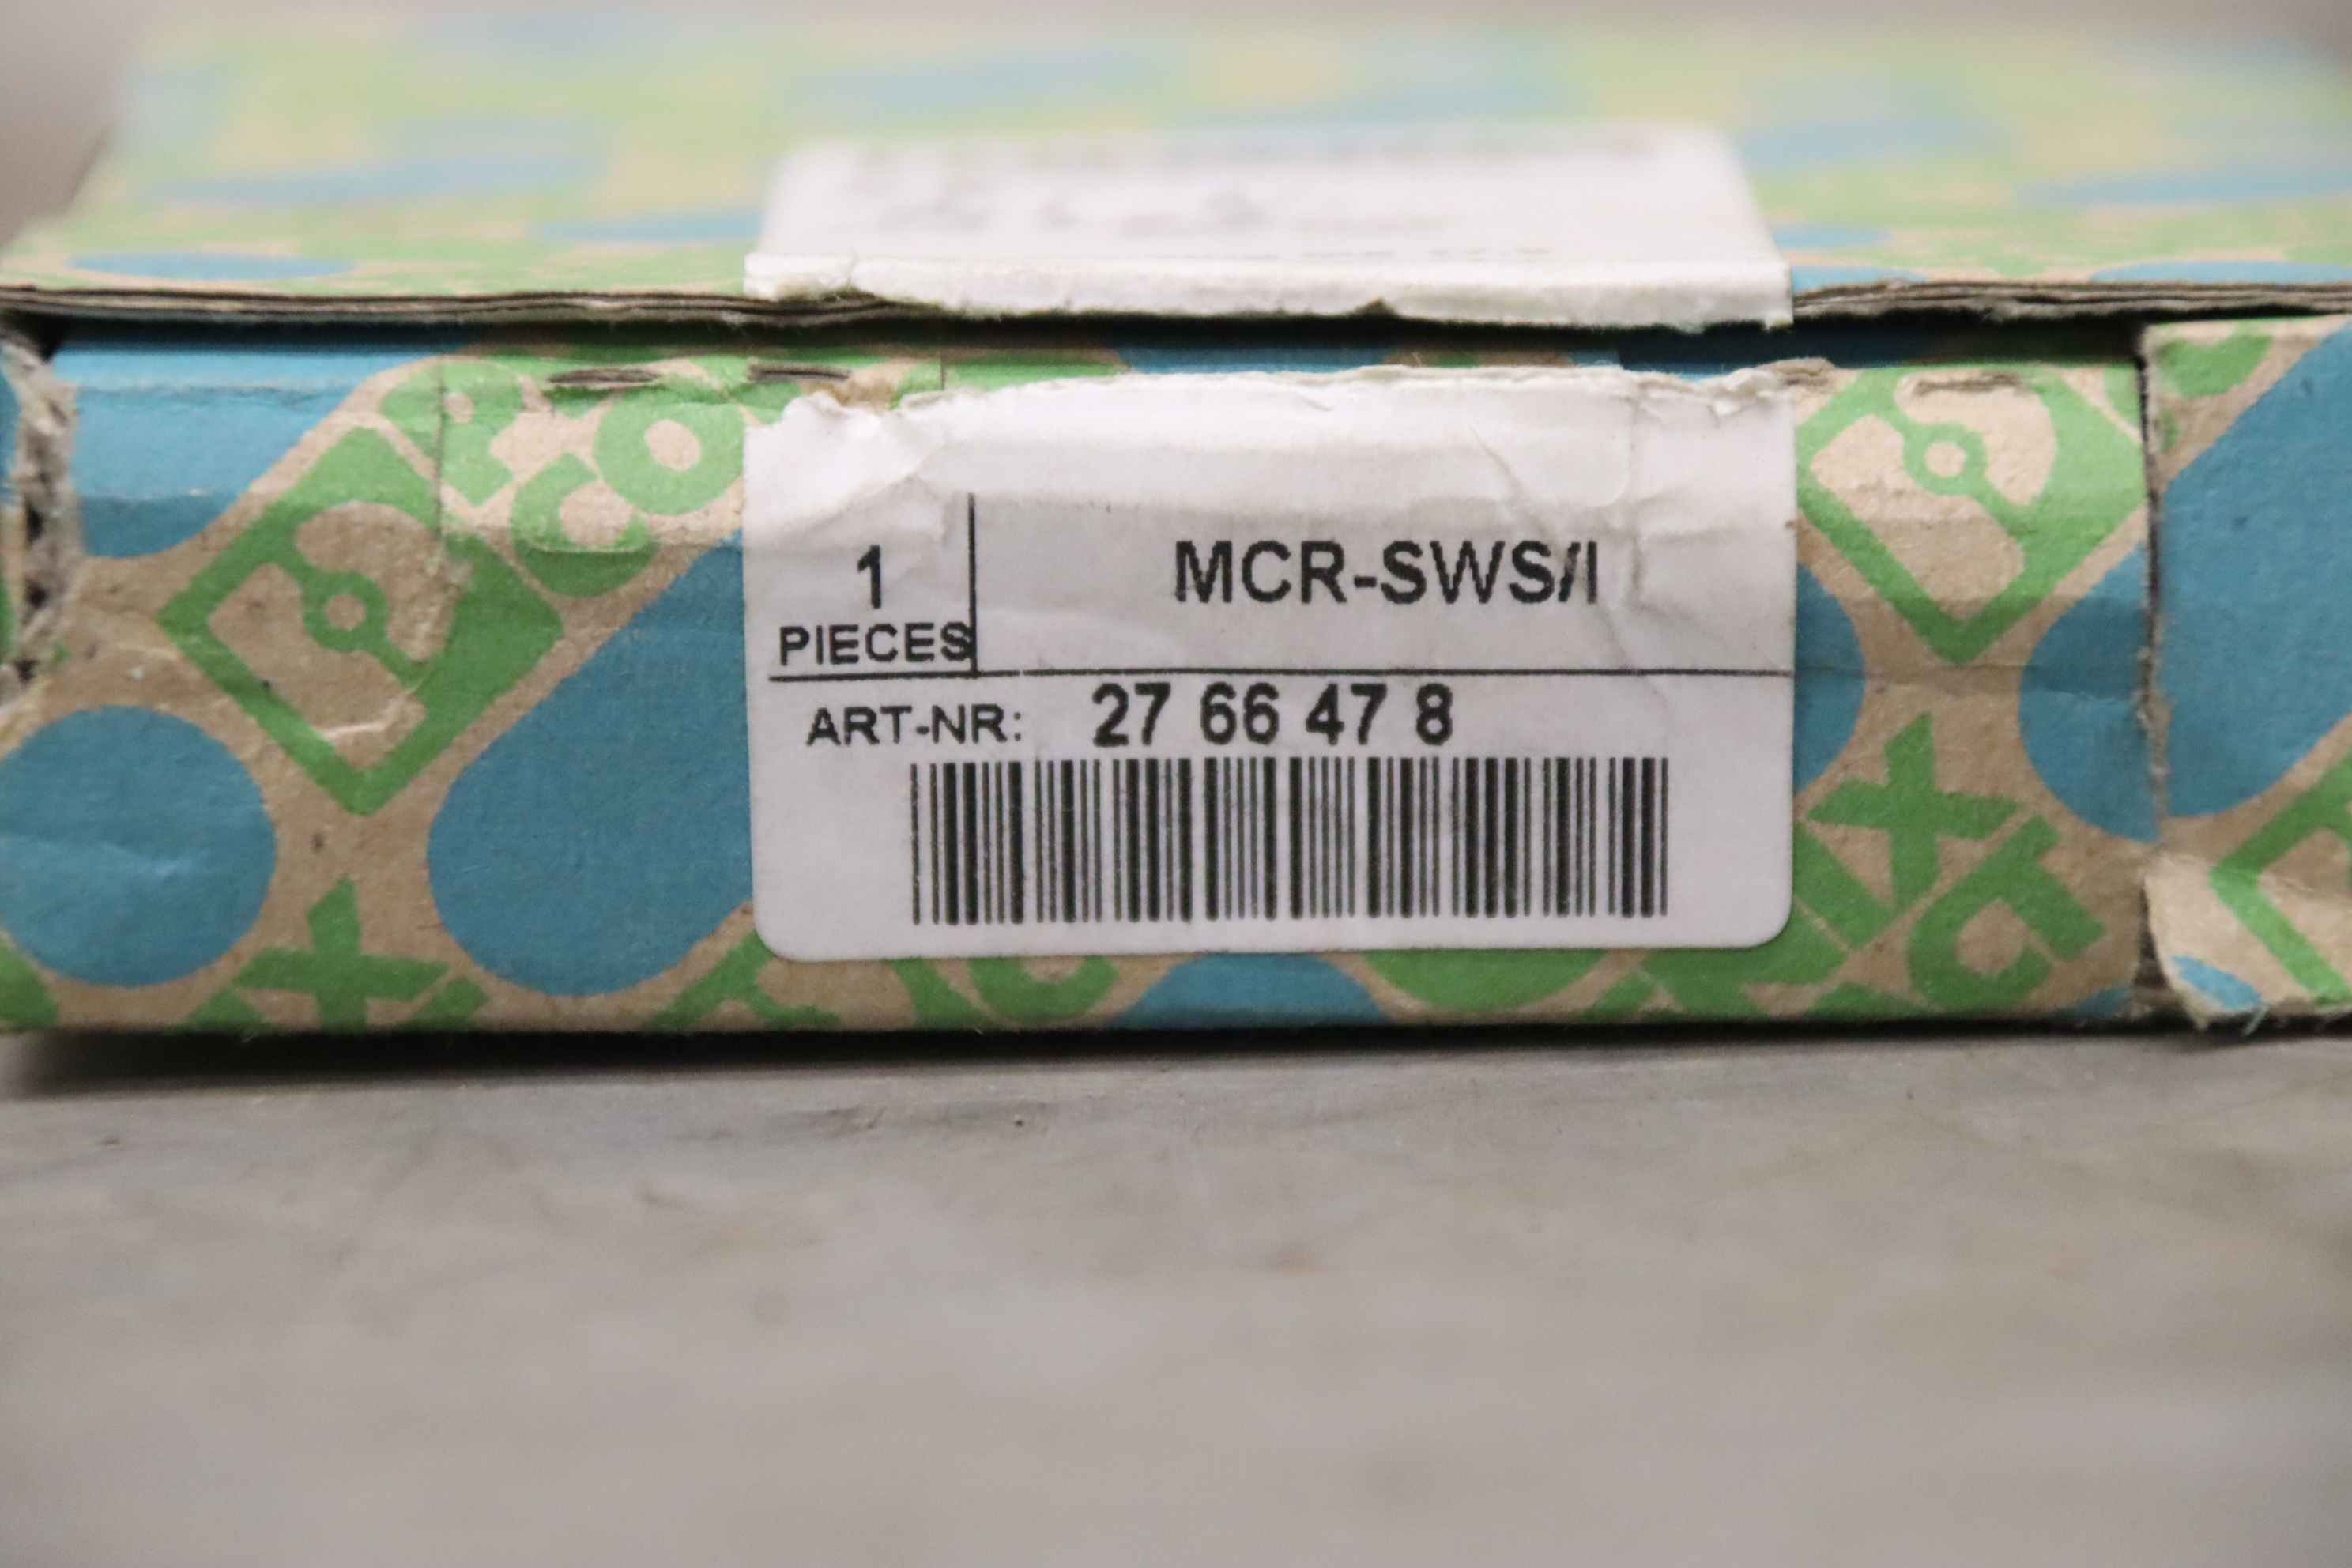 1
PIECES
MCR-SWS/I
ART-NR: 27 66 47 8